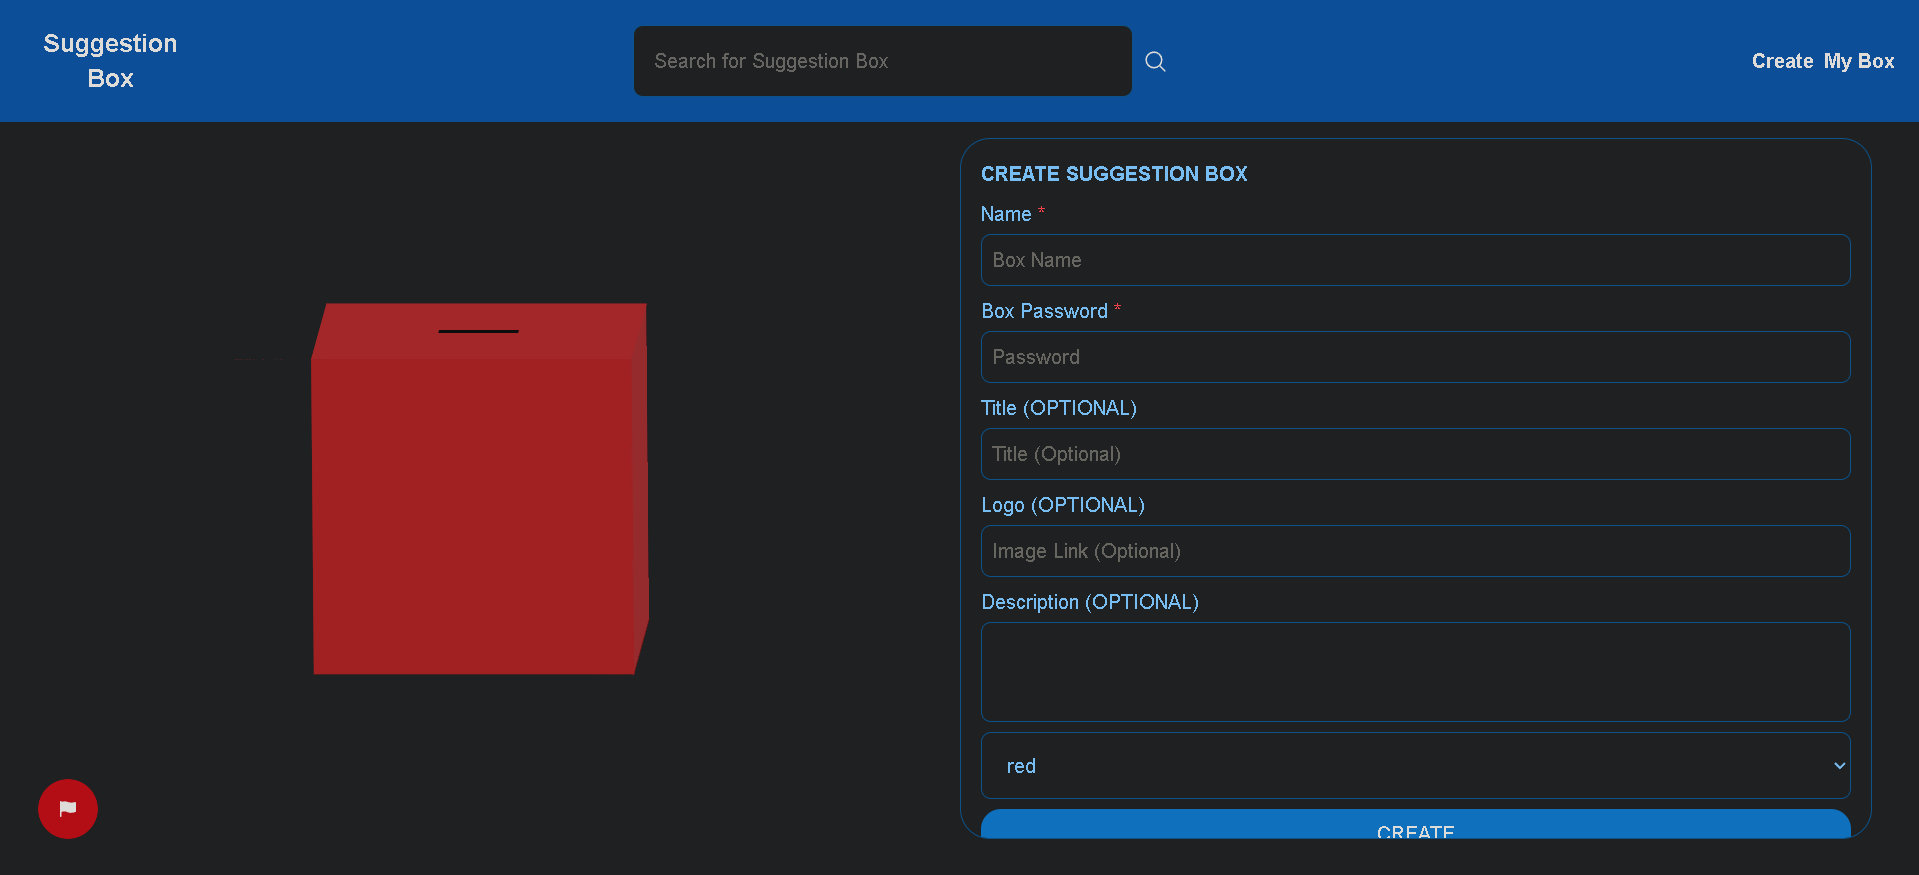 Suggestion
Box
Search for Suggestion Box
Create My Box
CREATE SUGGESTION BOX
Name *
Box Name
Box Password *
Password
Title (OPTIONAL)
Title (Optional)
Logo (OPTIONAL)
Image Link (Optional)
Description (OPTIONAL)
red
CREATE